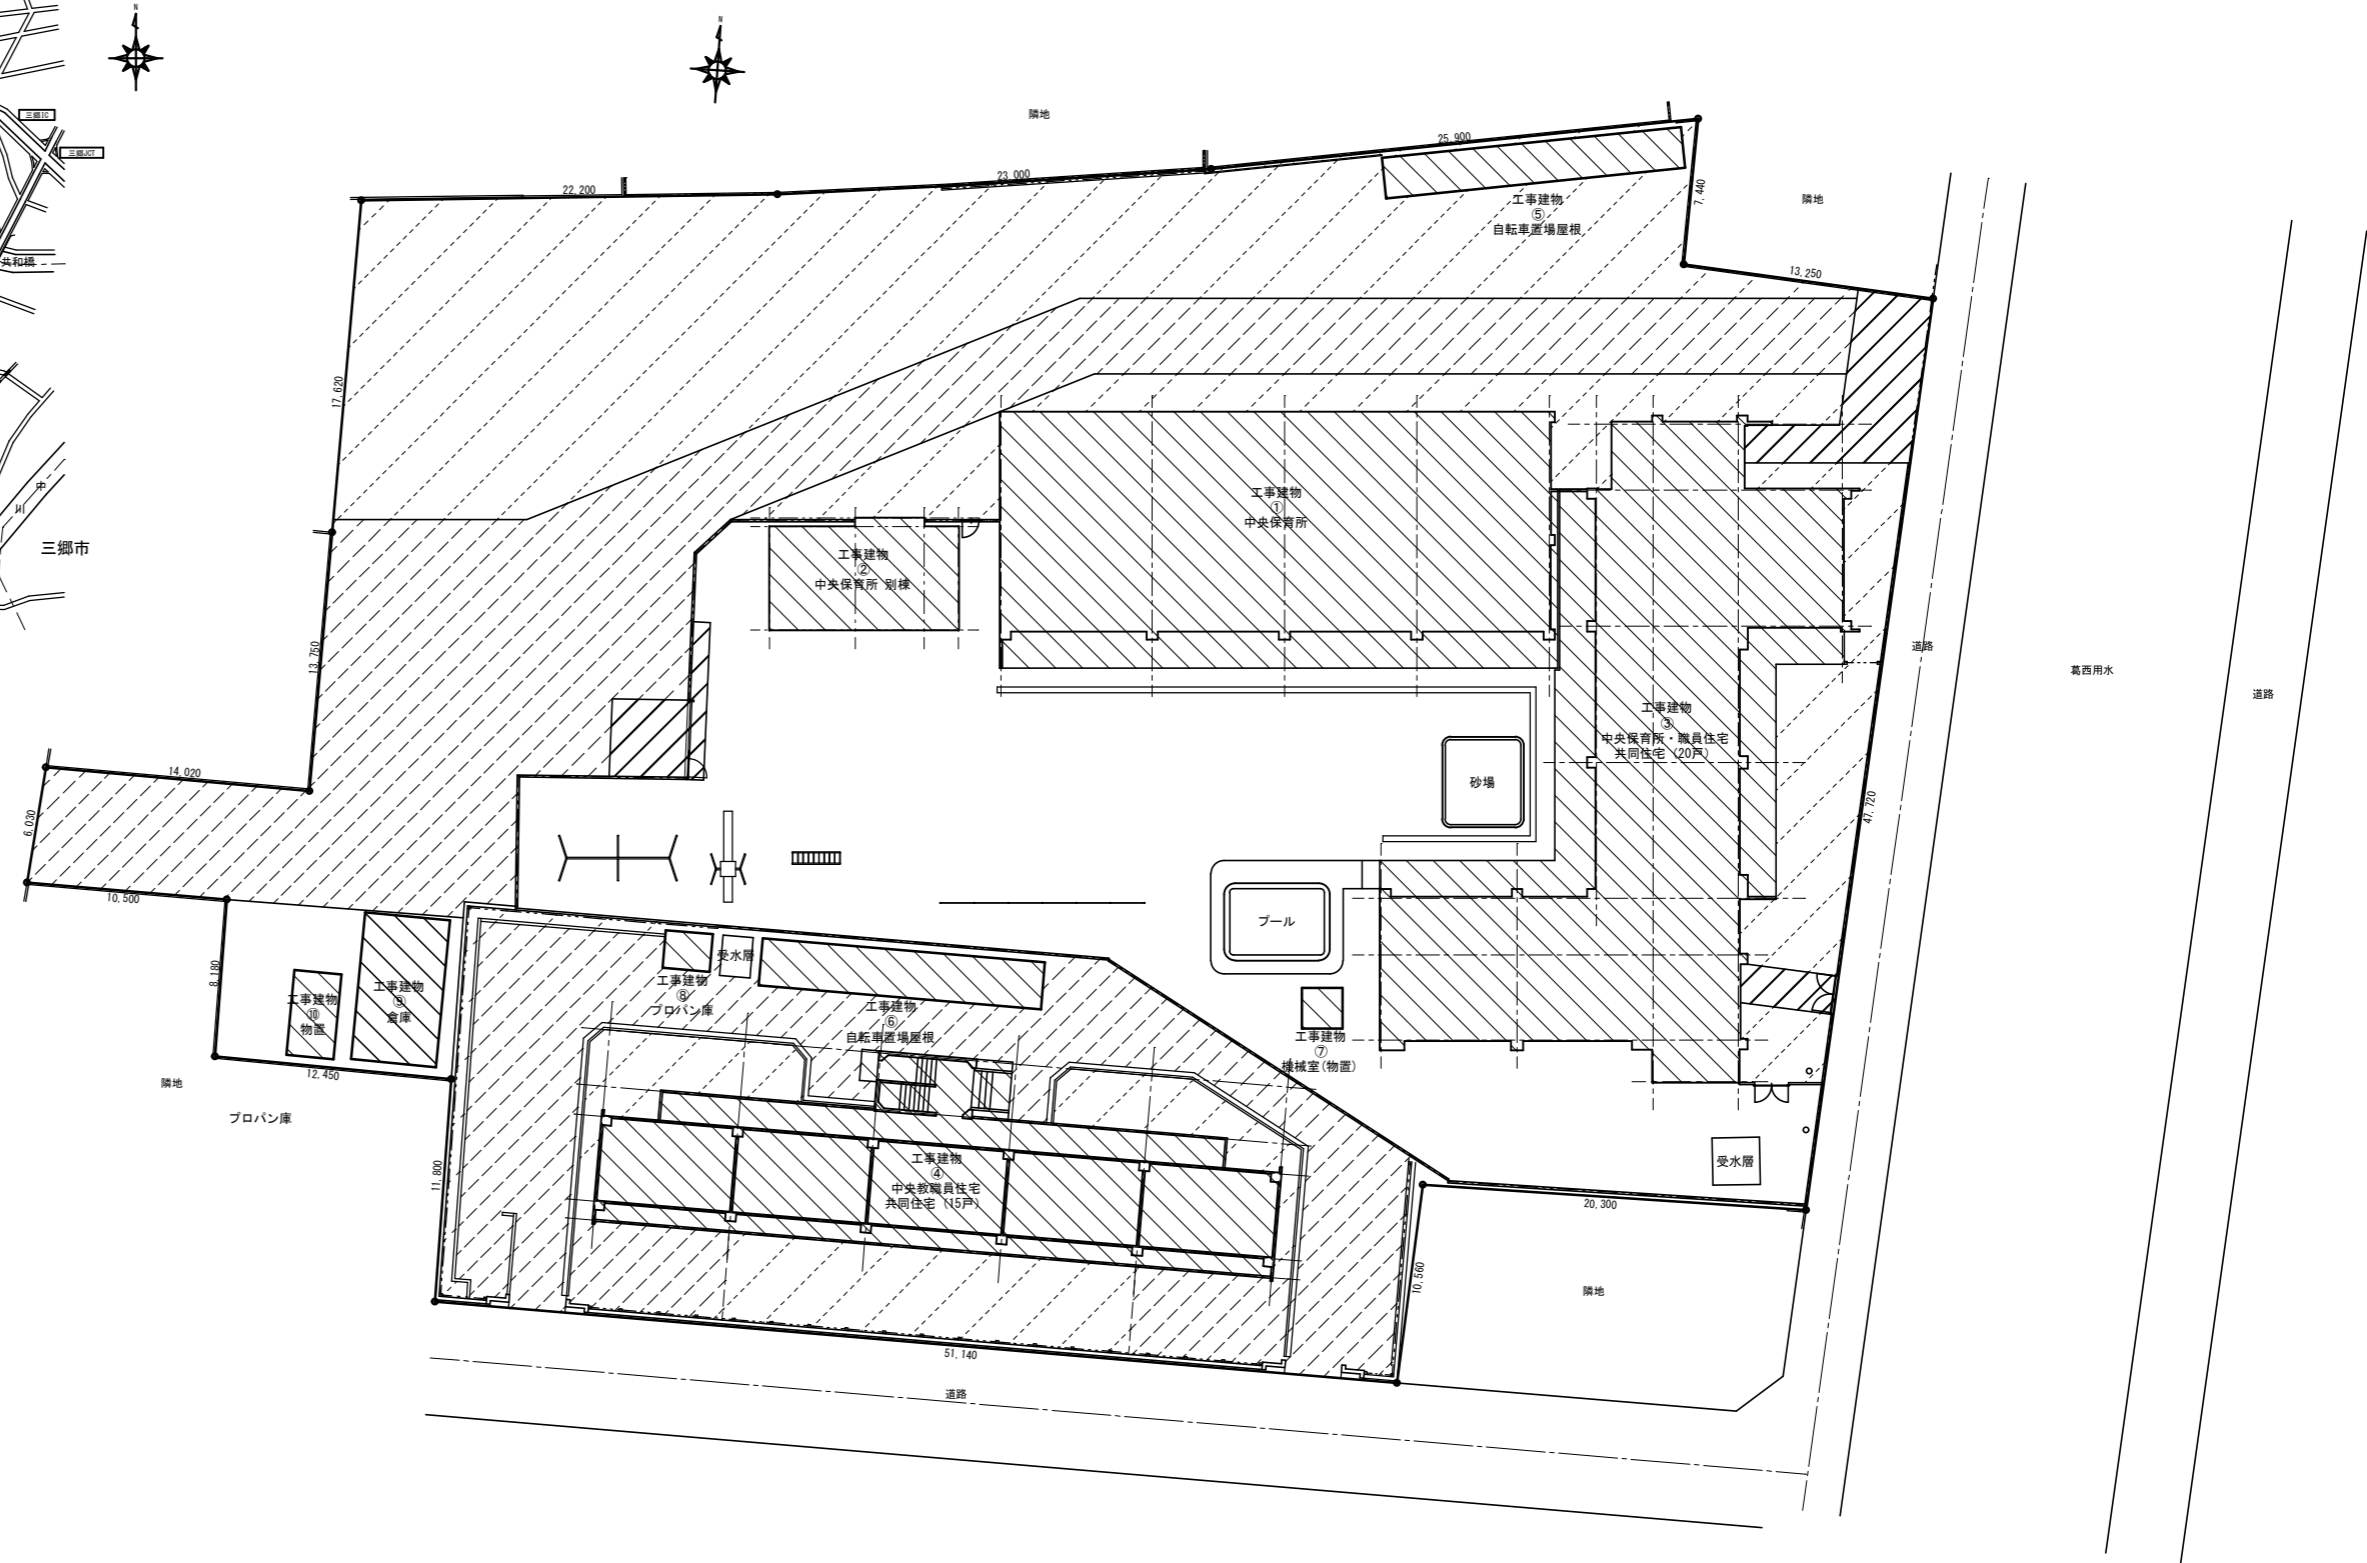 N
N
三郷IC
三郷JCT
共和橋
中
川
三郷市
隣地
22,200
23,000
25,900
7,440
隣地
13,250
工事建物
⑤
自転車置場屋根
17,620
13,750
14,020
6,030
10,500
8,180
12,450
11,800
工事建物
①
中央保育所
工事建物
②
中央保育所 別棟
工事建物
③
中央保育所・職員住宅
共同住宅（20戸）
道路
葛西用水
道路
47,720
砂場
プール
受水層
工事建物
⑧
プロパン庫
工事建物
⑥
自転車置場屋根
工事建物
⑦
機械室(物置)
工事建物
⑨
倉庫
工事建物
⑩
物置
隣地
プロパン庫
工事建物
④
中央教職員住宅
共同住宅（15戸）
受水層
20,300
10,560
隣地
51,140
道路